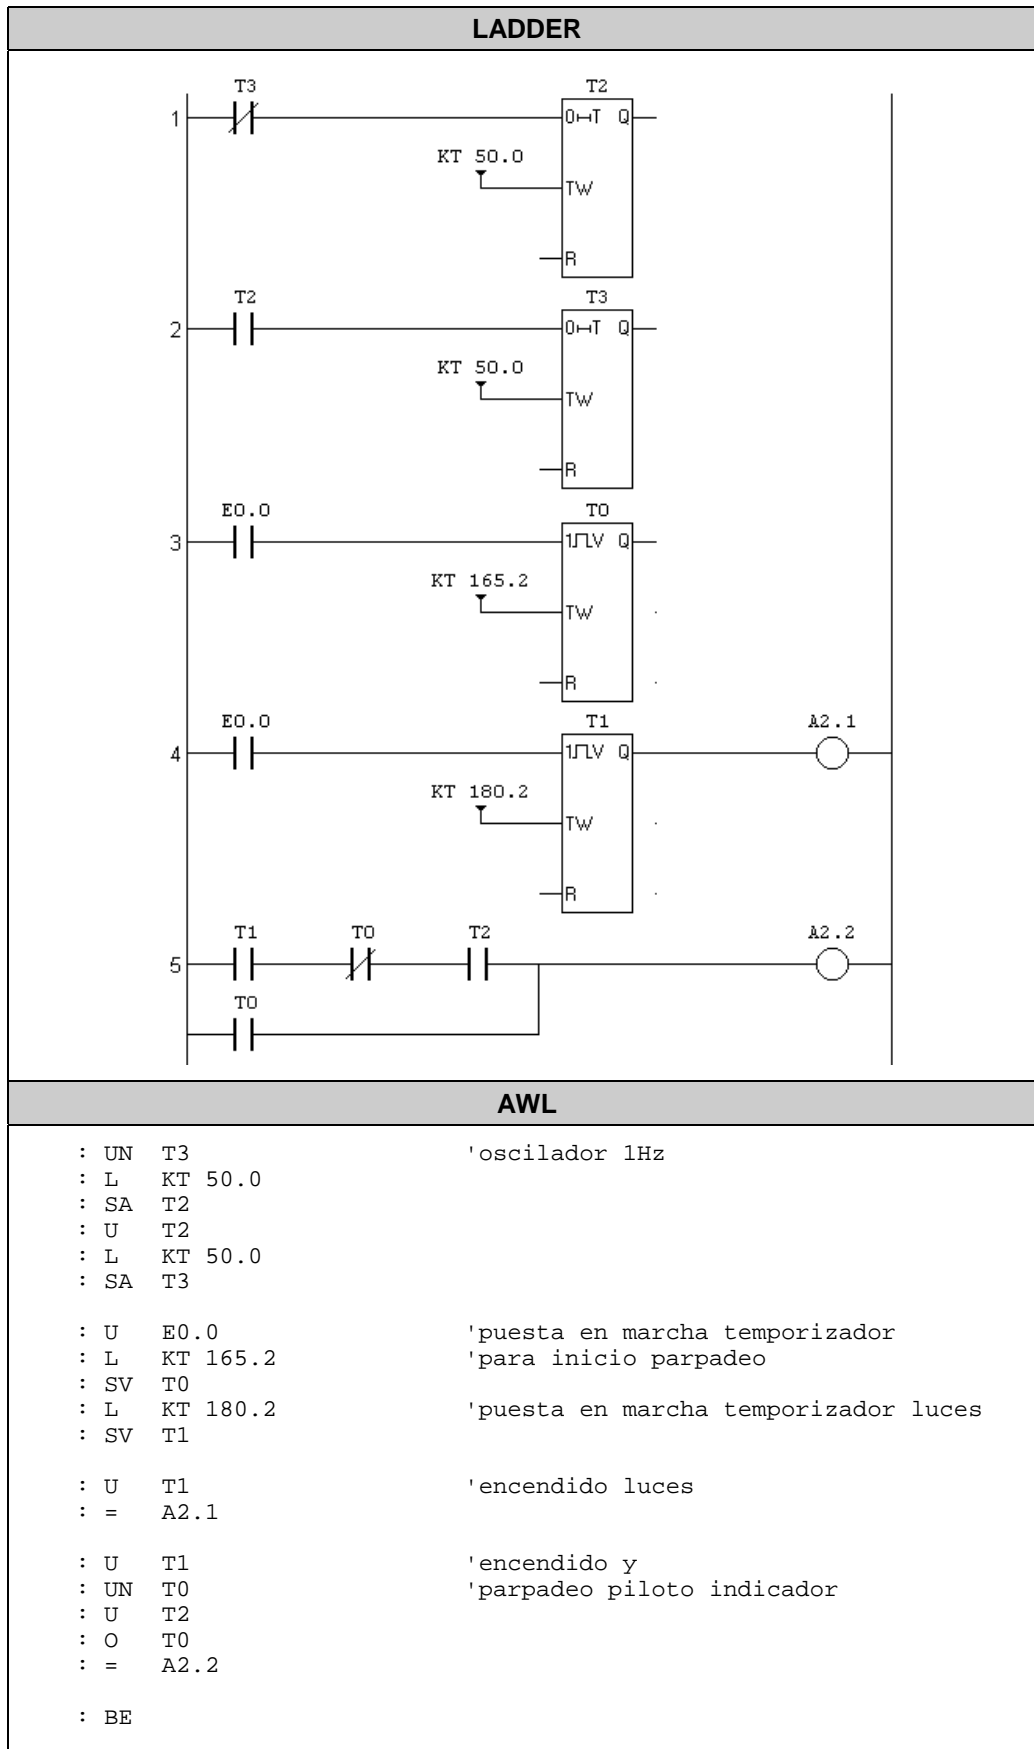 LADDER
T3 T2
1 0⊢⊣T Q
KT 50.0
TW
R
T2 T3
2 0⊢⊣T Q
KT 50.0
TW
R
E0.0 T0
3 1⎍V Q
KT 165.2
TW
R
E0.0 T1 A2.1
4 1⎍V Q
KT 180.2
TW
R
T1 T0 T2 A2.2
5
T0
AWL
: UN T3 'oscilador 1Hz
: L KT 50.0
: SA T2
: U T2
: L KT 50.0
: SA T3
: U E0.0 'puesta en marcha temporizador
: L KT 165.2 'para inicio parpadeo
: SV T0
: L KT 180.2 'puesta en marcha temporizador luces
: SV T1
: U T1 'encendido luces
: = A2.1
: U T1 'encendido y
: UN T0 'parpadeo piloto indicador
: U T2
: O T0
: = A2.2
: BE